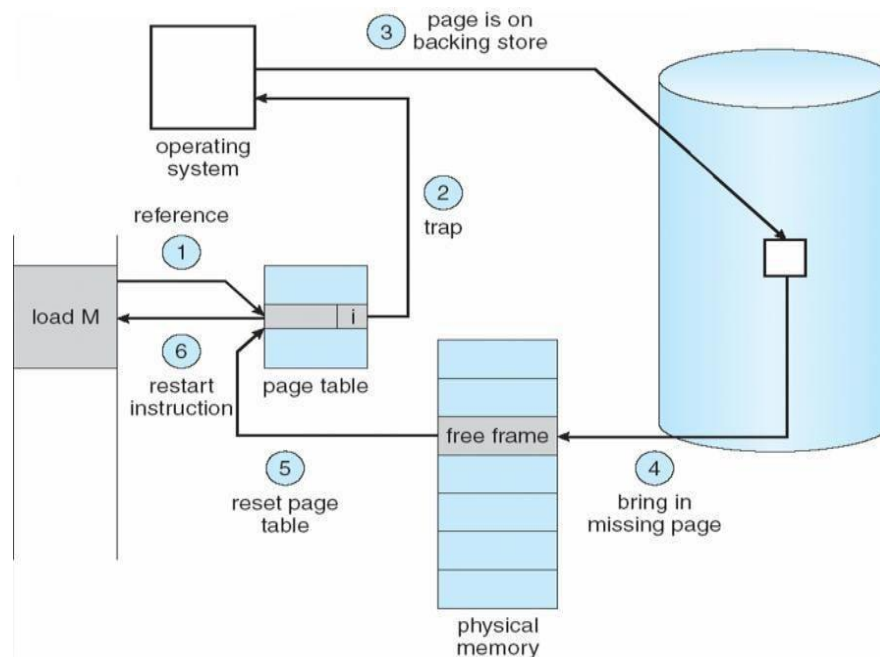 3
page is on
backing store
operating
system
2
trap
reference
1
load M
i
6
restart
instruction
page table
free frame
5
reset page
table
4
bring in
missing page
physical
memory